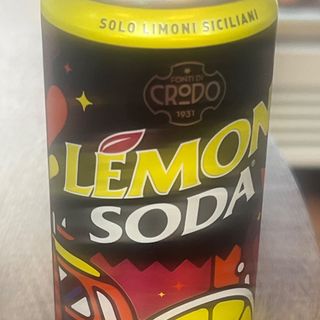 SOLO LIMONI SICILIANI
FONTI DI
CRODO
1931
LEMON
SODA